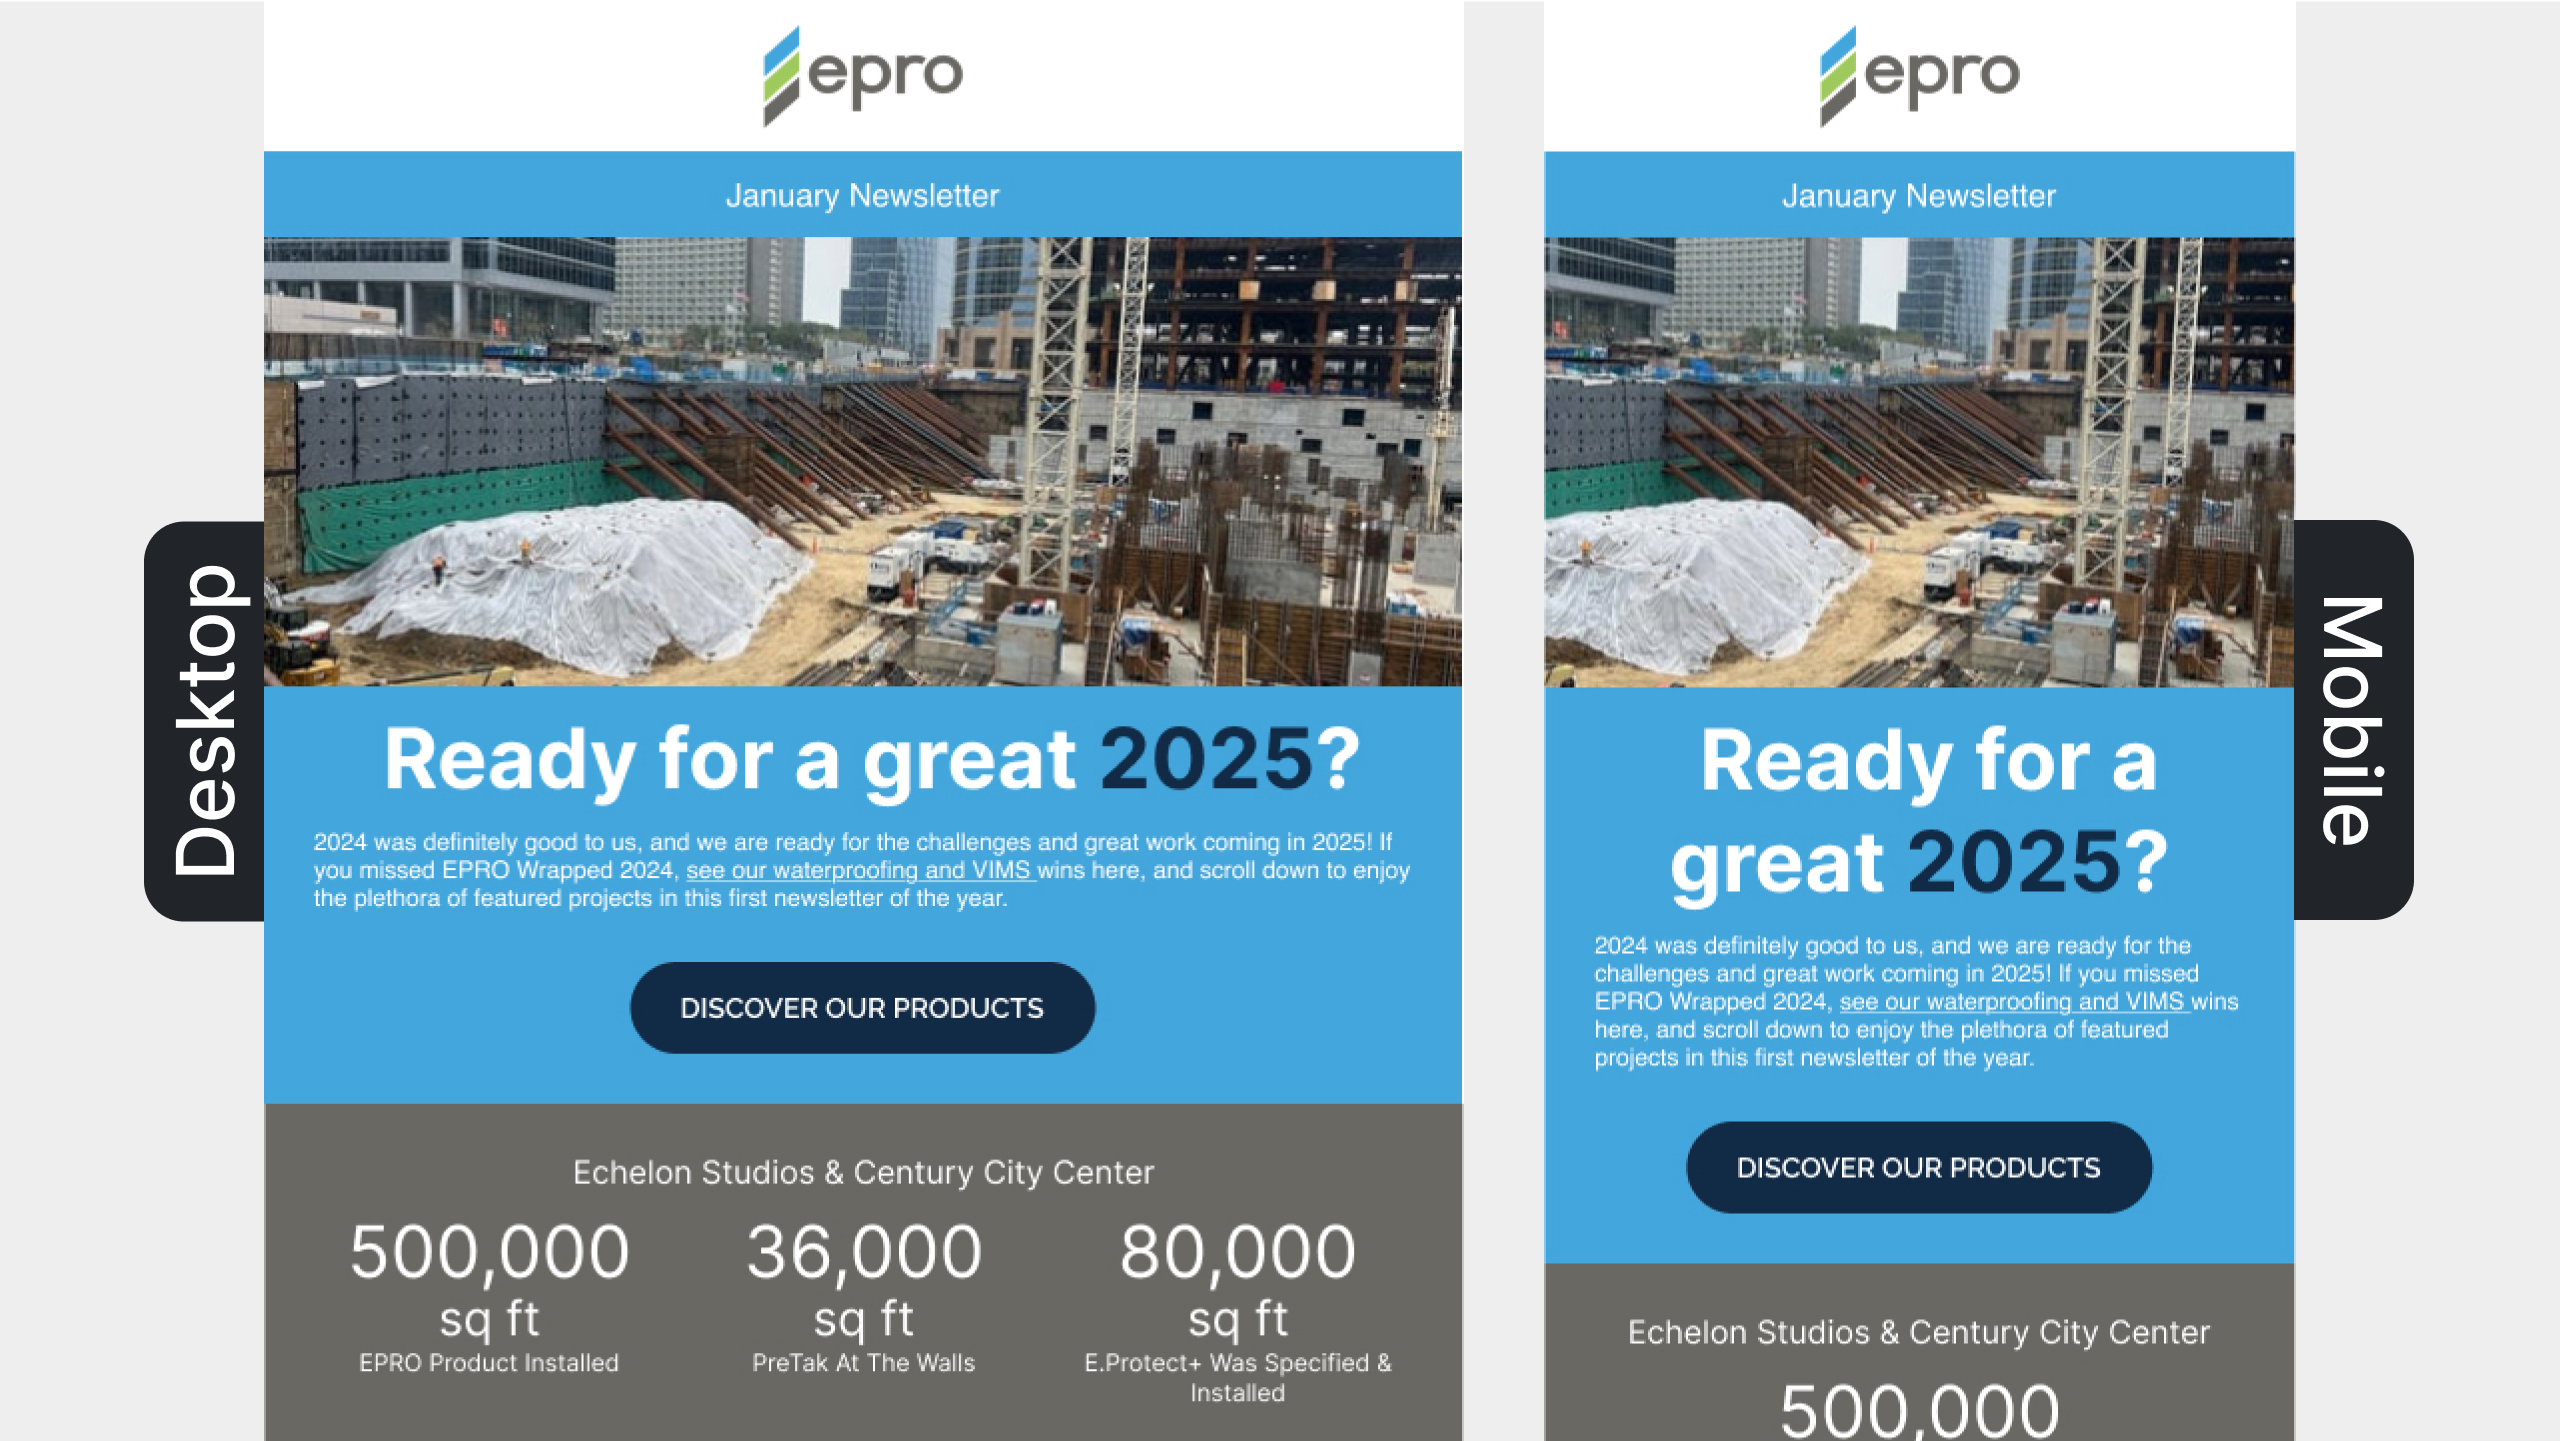 epro
January Newsletter
Ready for a great 2025?
2024 was definitely good to us, and we are ready for the challenges and great work coming in 2025! If
you missed EPRO Wrapped 2024, see our waterproofing and VIMS wins here, and scroll down to enjoy
the plethora of featured projects in this first newsletter of the year.
DISCOVER OUR PRODUCTS
Echelon Studios & Century City Center
500,000
sq ft
EPRO Product Installed
36,000
sq ft
PreTak At The Walls
80,000
sq ft
E.Protect+ Was Specified &
Installed
Desktop
epro
January Newsletter
Ready for a
great 2025?
2024 was definitely good to us, and we are ready for the
challenges and great work coming in 2025! If you missed
EPRO Wrapped 2024, see our waterproofing and VIMS wins
here, and scroll down to enjoy the plethora of featured
projects in this first newsletter of the year.
DISCOVER OUR PRODUCTS
Echelon Studios & Century City Center
500,000
Mobile